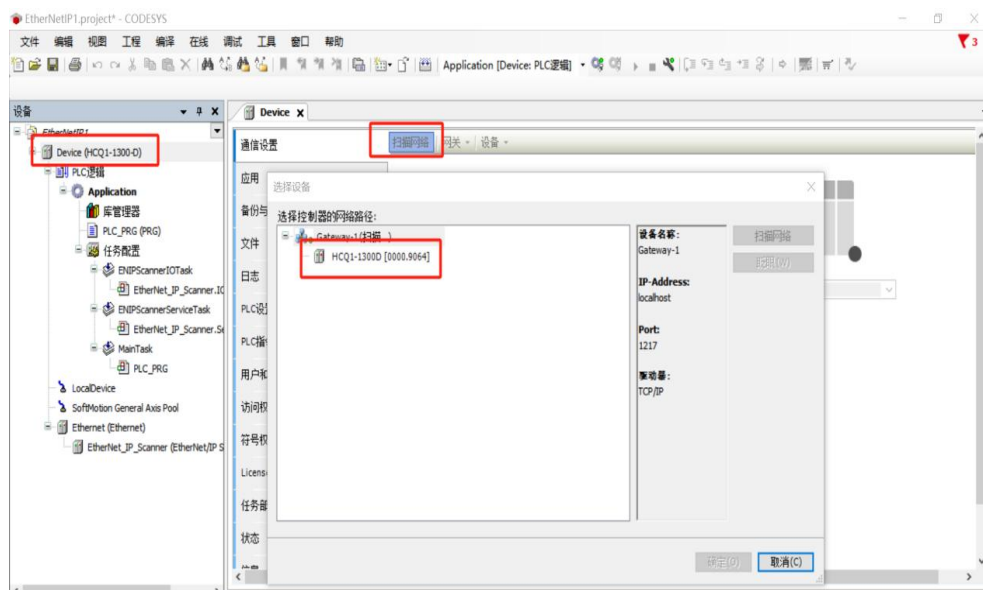 EtherNetIP1.project* - CODESYS
文件 编辑 视图 工程 编译 在线 调试 工具 窗口 帮助
3
Application [Device: PLC逻辑]
设备
Device
EtherNetIP1
Device (HCQ1-1300-D)
PLC逻辑
Application
库管理器
PLC_PRG (PRG)
任务配置
ENIPScannerIOTask
EtherNet_IP_Scanner.IO
ENIPScannerServiceTask
EtherNet_IP_Scanner.Se
MainTask
PLC_PRG
LocalDevice
SoftMotion General Axis Pool
Ethernet (Ethernet)
EtherNet_IP_Scanner (EtherNet/IP S
通信设置
应用
备份与
文件
日志
PLC设
PLC指
用户和
访问权
符号权
License
任务部
状态
扫描网络 网关 设备
选择设备
选择控制器的网络路径:
Gateway-1(扫描...)
HCQ1-1300D [0000.9064]
设备名称:
Gateway-1
IP-Address:
localhost
Port:
1217
驱动器:
TCP/IP
扫描网络
确定(O) 取消(C)